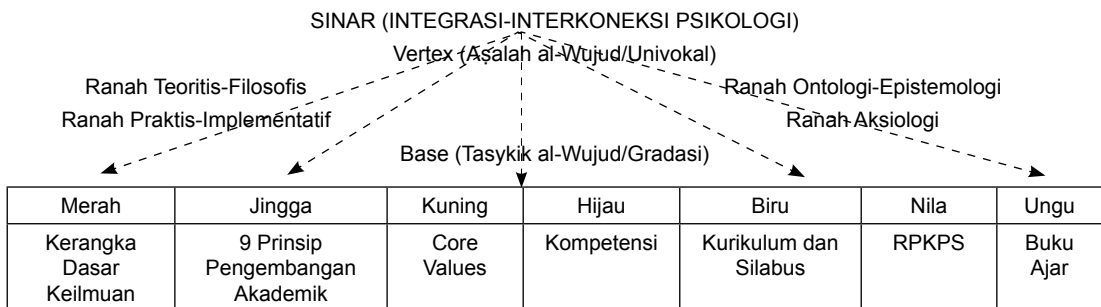 SINAR (INTEGRASI-INTERKONEKSI PSIKOLOGI)
Vertex (Aṣalah al-Wujud/Univokal)
Ranah Teoritis-Filosofis
Ranah Ontologi-Epistemologi
Ranah Praktis-Implementatif
Ranah Aksiologi
Base (Tasykik al-Wujud/Gradasi)
Merah Jingga Kuning Hijau Biru Nila Ungu
Kerangka
Dasar
Keilmuan
9 Prinsip
Pengembangan
Akademik
Core
Values
Kompetensi
Kurikulum dan
Silabus
RPKPS
Buku
Ajar